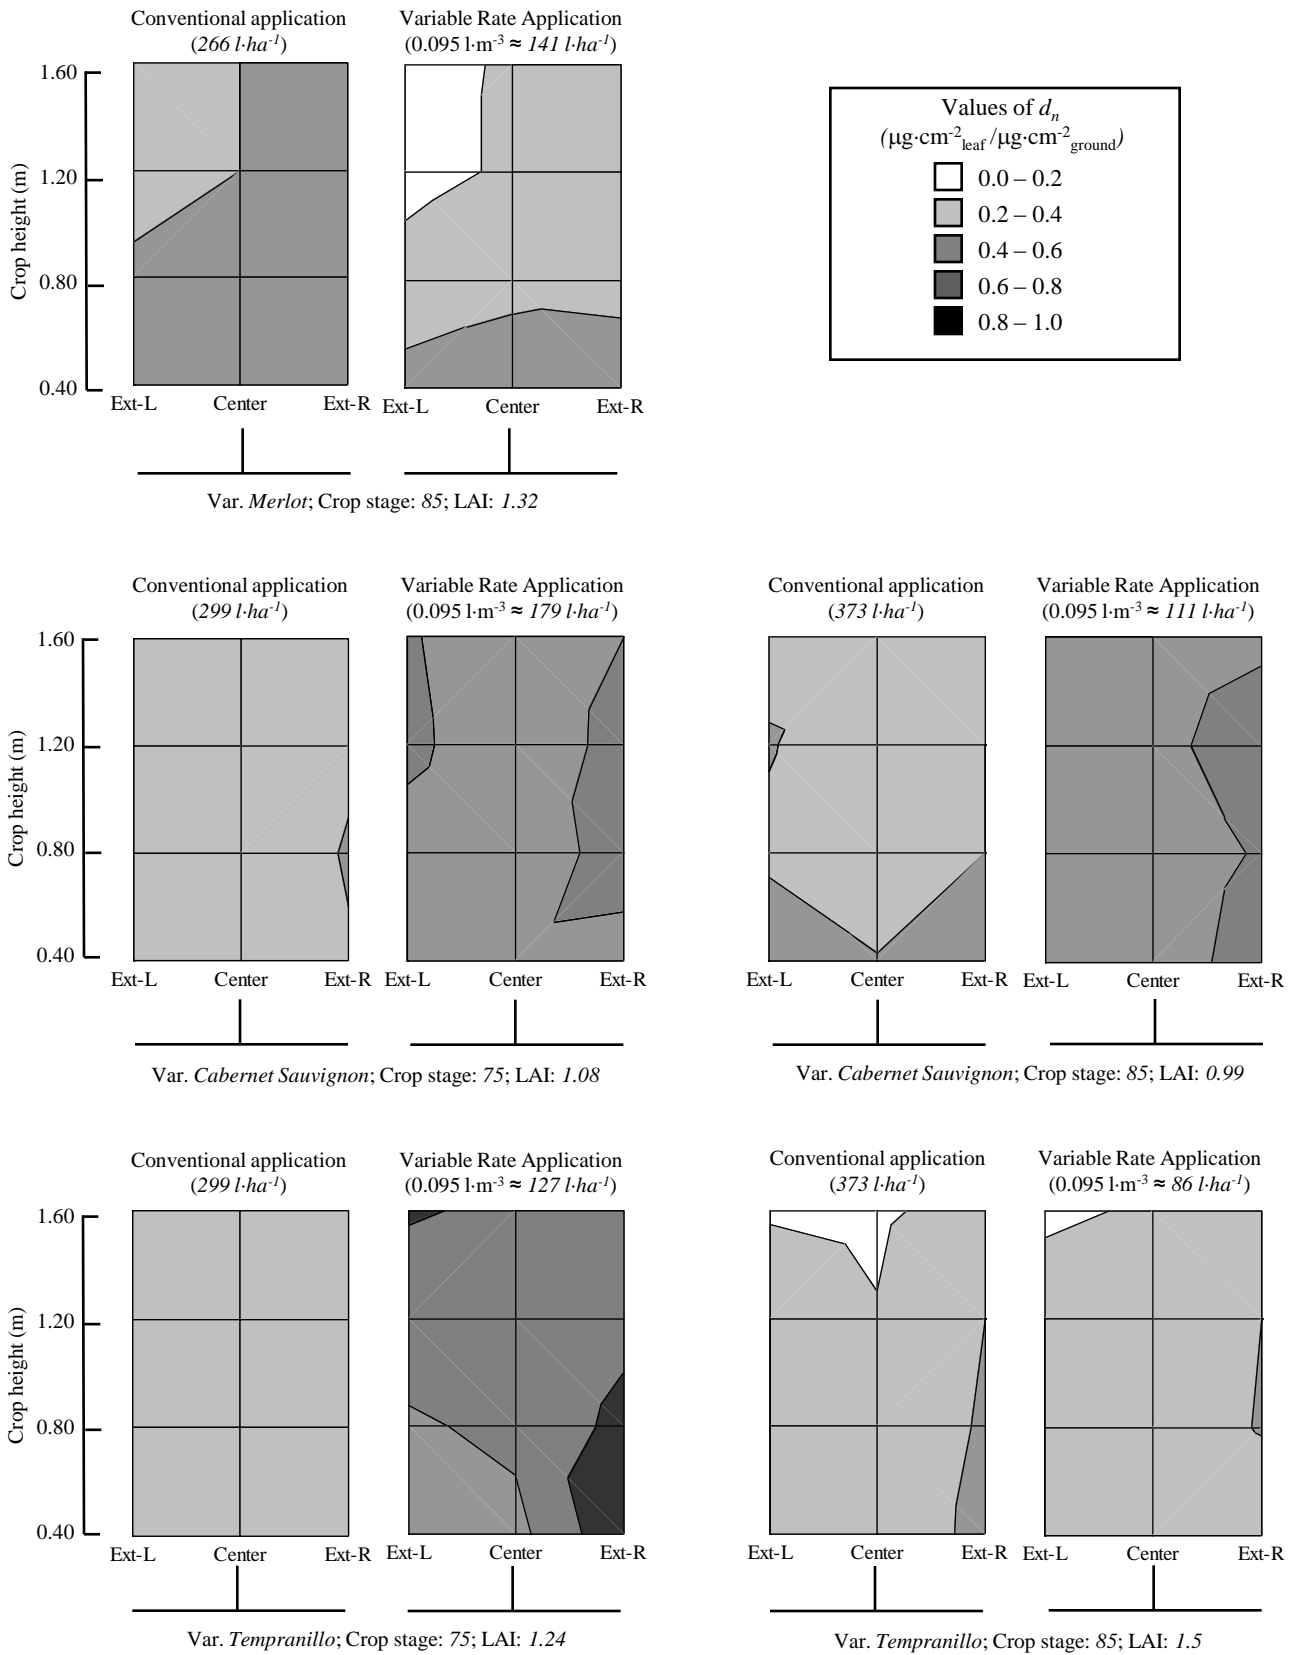 Conventional application
(266 l·ha-1)
Variable Rate Application
(0.095 l·m-3 ≈ 141 l·ha-1)
Crop height (m)
1.60
1.20
0.80
0.40
Ext-L Center Ext-R
Ext-L Center Ext-R
Var. Merlot; Crop stage: 85; LAI: 1.32
Values of dn
(μg·cm-2leaf /μg·cm-2ground)
0.0 – 0.2
0.2 – 0.4
0.4 – 0.6
0.6 – 0.8
0.8 – 1.0
Conventional application
(299 l·ha-1)
Variable Rate Application
(0.095 l·m-3 ≈ 179 l·ha-1)
Crop height (m)
1.60
1.20
0.80
0.40
Ext-L Center Ext-R
Ext-L Center Ext-R
Var. Cabernet Sauvignon; Crop stage: 75; LAI: 1.08
Conventional application
(373 l·ha-1)
Variable Rate Application
(0.095 l·m-3 ≈ 111 l·ha-1)
Ext-L Center Ext-R
Ext-L Center Ext-R
Var. Cabernet Sauvignon; Crop stage: 85; LAI: 0.99
Conventional application
(299 l·ha-1)
Variable Rate Application
(0.095 l·m-3 ≈ 127 l·ha-1)
Crop height (m)
1.60
1.20
0.80
0.40
Ext-L Center Ext-R
Ext-L Center Ext-R
Var. Tempranillo; Crop stage: 75; LAI: 1.24
Conventional application
(373 l·ha-1)
Variable Rate Application
(0.095 l·m-3 ≈ 86 l·ha-1)
Ext-L Center Ext-R
Ext-L Center Ext-R
Var. Tempranillo; Crop stage: 85; LAI: 1.5